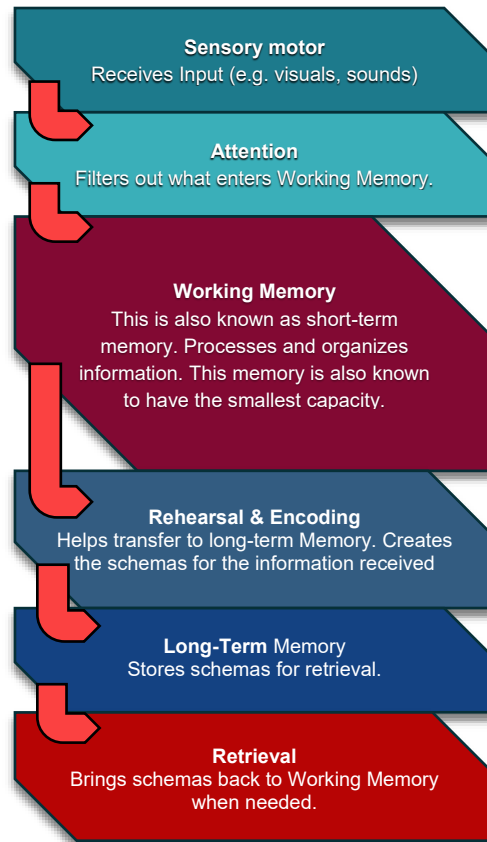 Sensory motor
Receives Input (e.g. visuals, sounds)
Attention
Filters out what enters Working Memory.
Working Memory
This is also known as short-term
memory. Processes and organizes
information. This memory is also known
to have the smallest capacity.
Rehearsal & Encoding
Helps transfer to long-term Memory. Creates
the schemas for the information received
Long-Term Memory
Stores schemas for retrieval.
Retrieval
Brings schemas back to Working Memory
when needed.